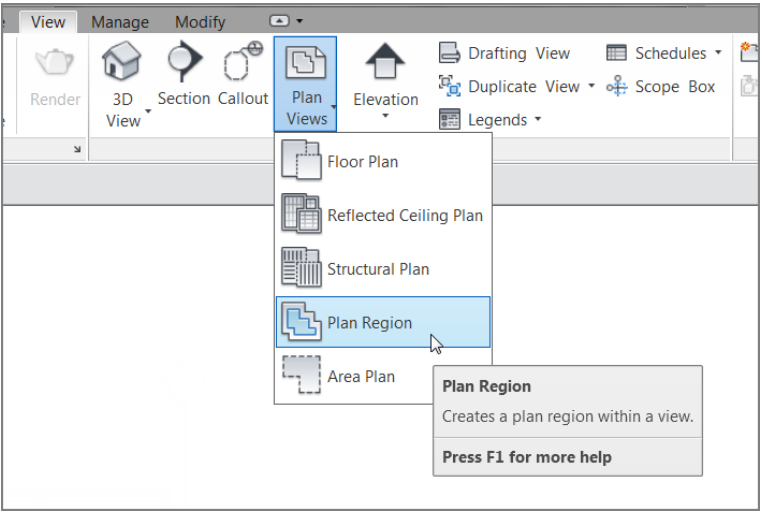 View Manage Modify
Render
3D
View
Section
Callout
Plan
Views
Elevation
Drafting View
Duplicate View
Legends
Schedules
Scope Box
Floor Plan
Reflected Ceiling Plan
Structural Plan
Plan Region
Area Plan
Plan Region
Creates a plan region within a view.
Press F1 for more help